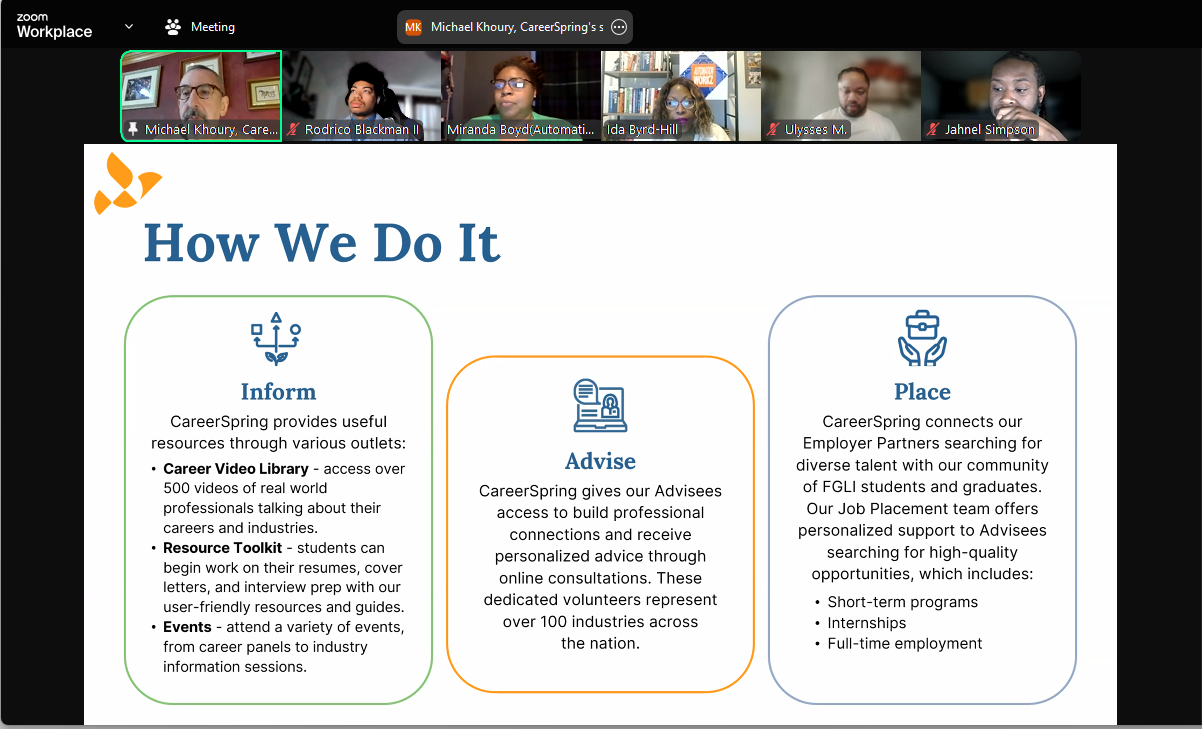 zoom
Workplace
Meeting
MK Michael Khoury, CareerSpring's s
Michael Khoury, Care...
Rodrico Blackman II
Miranda Boyd(Automati...
Ida Byrd-Hill
Ulysses M.
Jahnel Simpson
How We Do It
Inform
CareerSpring provides useful
resources through various outlets:
• Career Video Library - access over
500 videos of real world
professionals talking about their
careers and industries.
• Resource Toolkit - students can
begin work on their resumes, cover
letters, and interview prep with our
user-friendly resources and guides.
• Events - attend a variety of events,
from career panels to industry
information sessions.
Advise
CareerSpring gives our Advisees
access to build professional
connections and receive
personalized advice through
online consultations. These
dedicated volunteers represent
over 100 industries across
the nation.
Place
CareerSpring connects our
Employer Partners searching for
diverse talent with our community
of FGLI students and graduates.
Our Job Placement team offers
personalized support to Advisees
searching for high-quality
opportunities, which includes:
• Short-term programs
• Internships
• Full-time employment